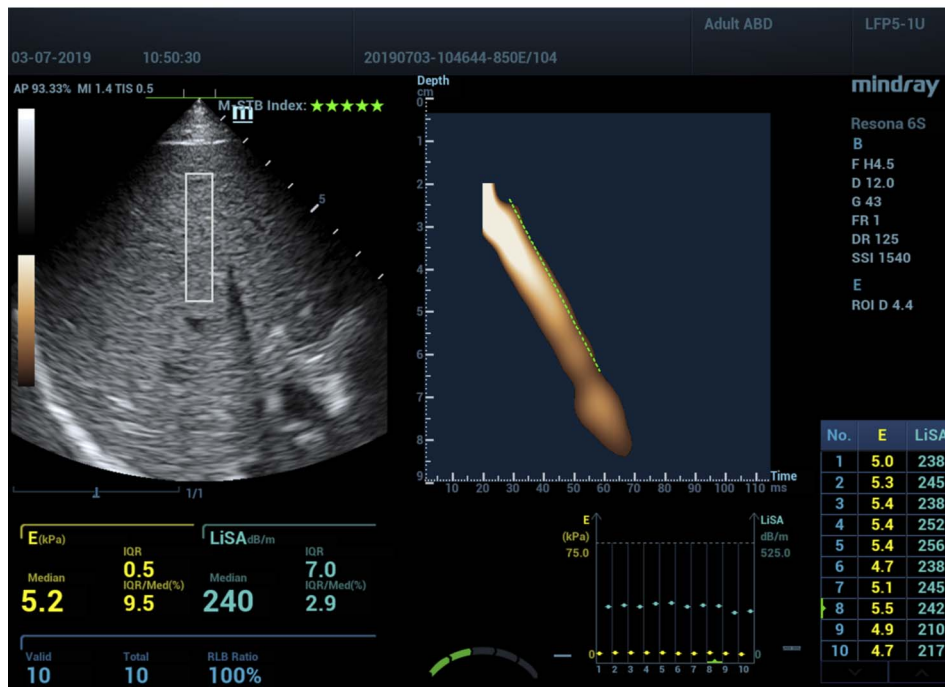 Adult ABD LFP5-1U
03-07-2019 10:50:30 20190703-104644-850E/104
AP 93.33% MI 1.4 TIS 0.5
M-STB Index: ★★★★★
m
5
1/1
Depth
cm
0
1
2
3
4
5
6
7
8
9
10 20 30 40 50 60 70 80 90 100 110
Time
ms
mindray
Resona 6S
B
F H4.5
D 12.0
G 43
FR 1
DR 125
SSI 1540
E
ROI D 4.4
No. E LiSA
1 5.0 238
2 5.3 245
3 5.4 238
4 5.4 252
5 5.4 256
6 4.7 238
7 5.1 245
8 5.5 242
9 4.9 210
10 4.7 217
E(kPa)
Median
5.2
IQR
0.5
IQR/Med(%)
9.5
LiSA dB/m
Median
240
IQR
7.0
IQR/Med(%)
2.9
Valid Total RLB Ratio
10 10 100%
E
(kPa)
75.0
0
LiSA
dB/m
525.0
0
1 2 3 4 5 6 7 8 9 10